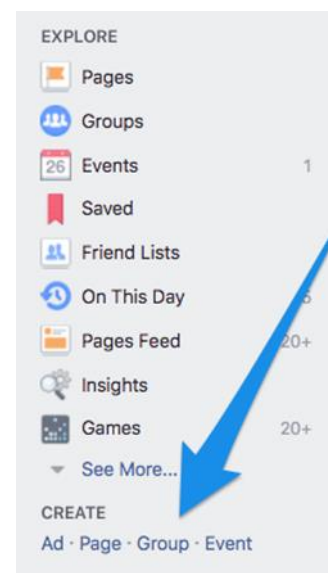 EXPLORE
Pages
Groups
26 Events 1
Saved
Friend Lists
On This Day
Pages Feed 20+
Insights
Games 20+
See More...
CREATE
Ad · Page · Group · Event